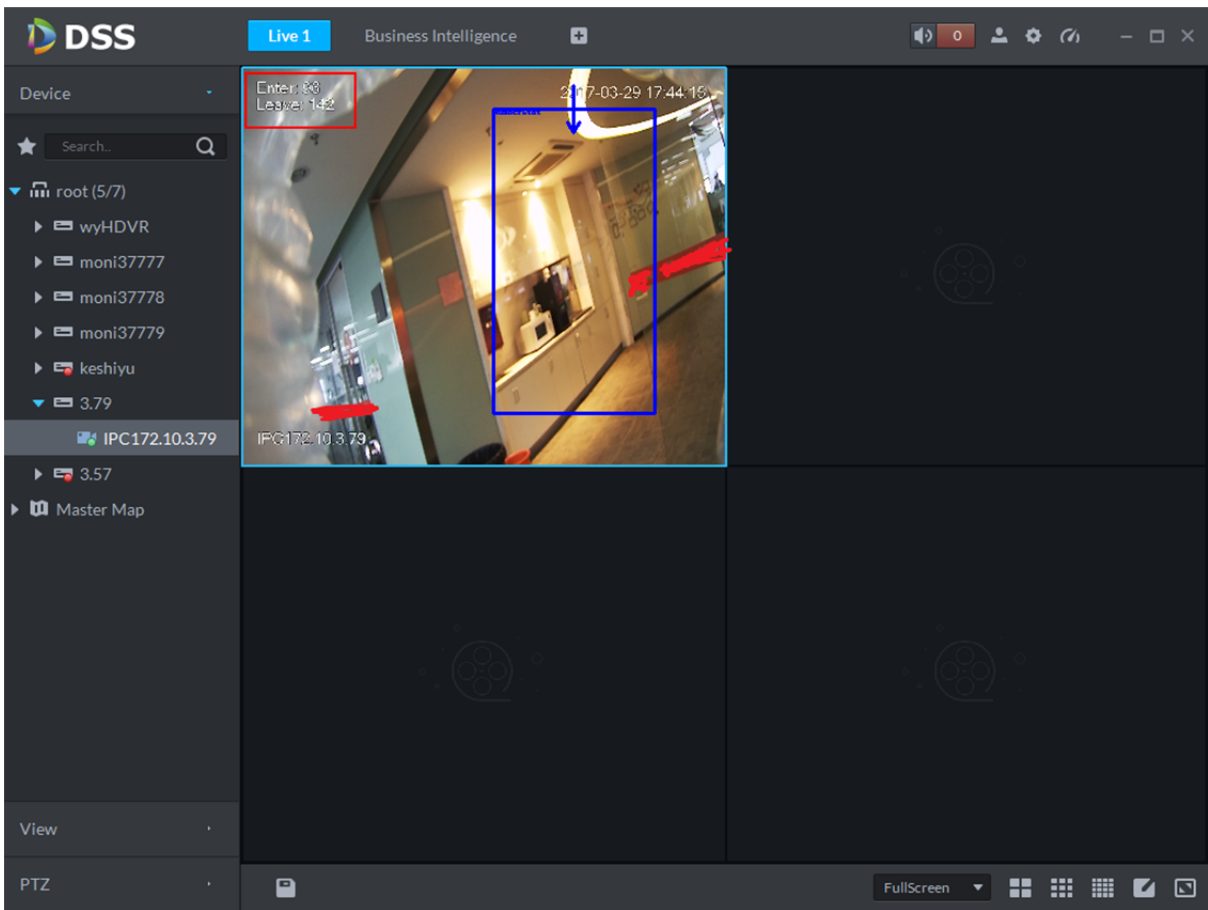 DSS
Live 1
Business Intelligence
0
Device
Search..
root (5/7)
wyHDVR
moni37777
moni37778
moni37779
keshiyu
3.79
IPC172.10.3.79
3.57
Master Map
View
PTZ
Enter:
Leave: 142
2017-03-29 17:44:15
IPC172.10.3.79
FullScreen